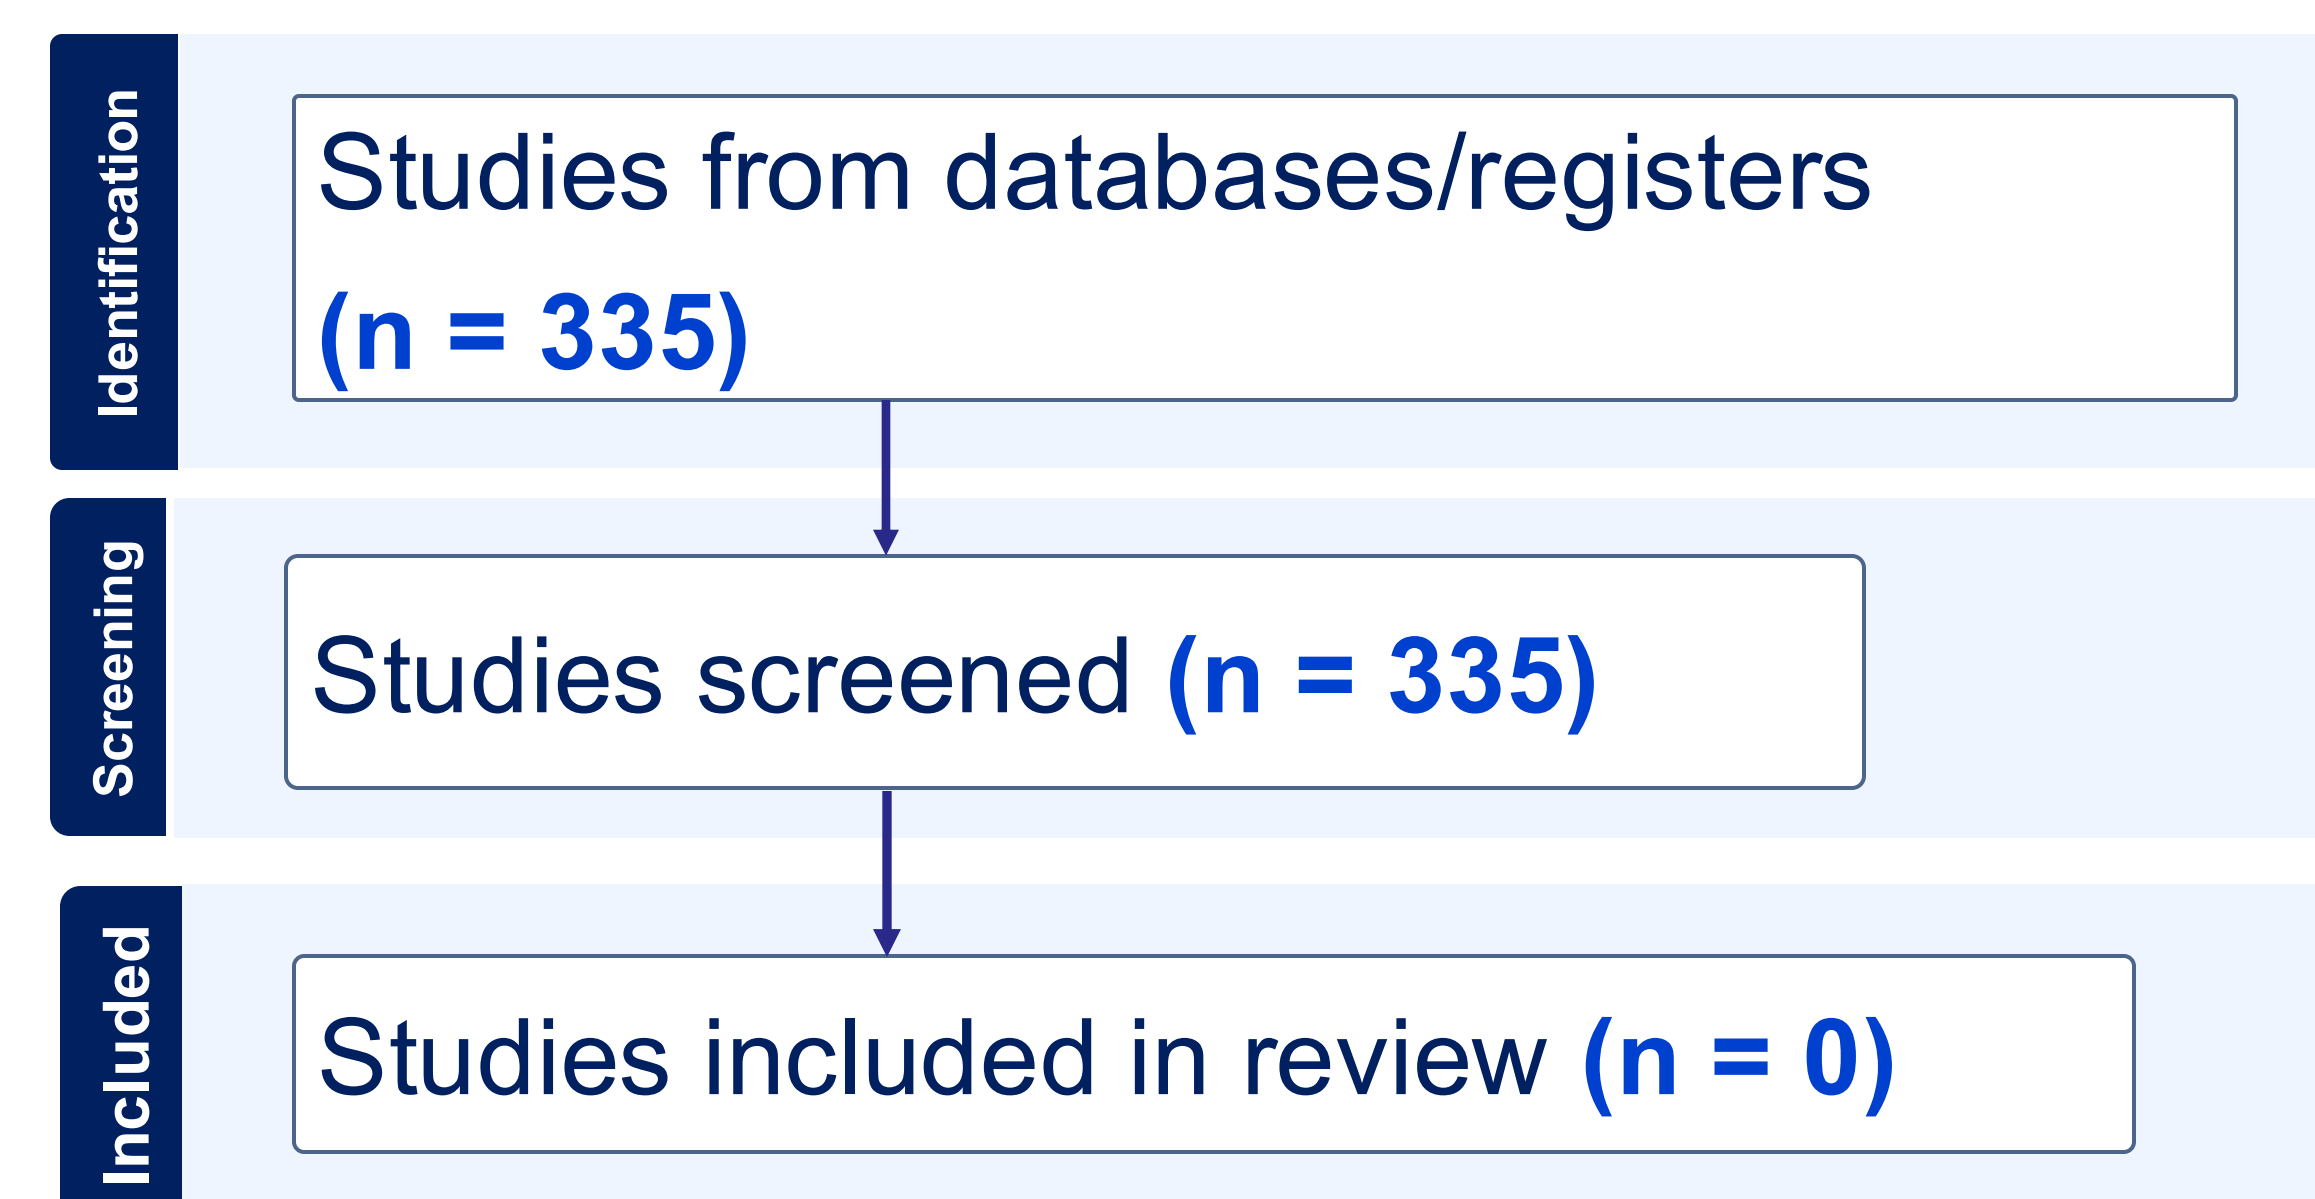 Identification
Studies from databases/registers
(n = 335)
Screening
Studies screened (n = 335)
Included
Studies included in review (n = 0)